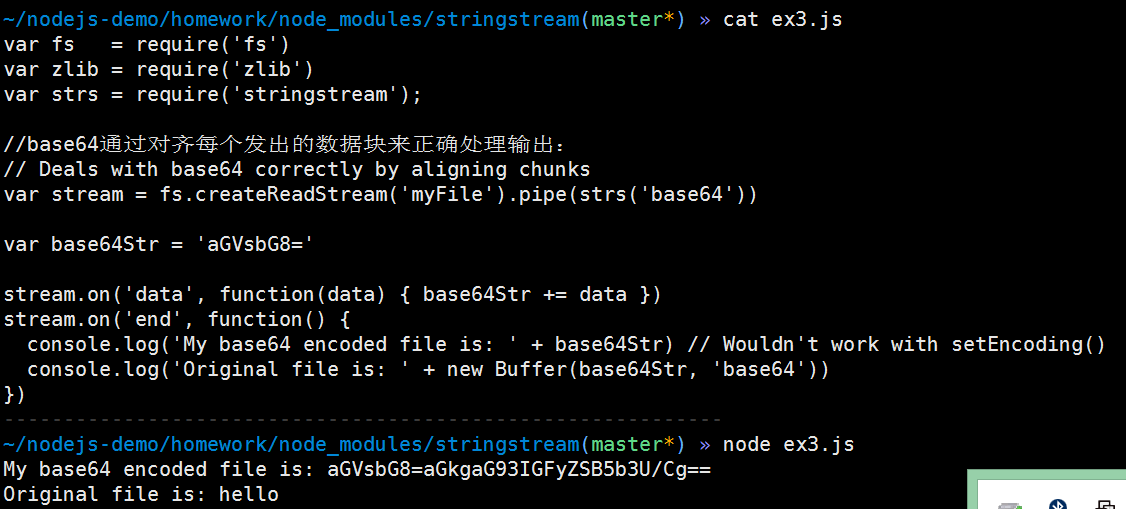 ~/nodejs-demo/homework/node_modules/stringstream(master*) » cat ex3.js
var fs   = require('fs')
var zlib = require('zlib')
var strs = require('stringstream');

//base64通过对齐每个发出的数据块来正确处理输出：
// Deals with base64 correctly by aligning chunks
var stream = fs.createReadStream('myFile').pipe(strs('base64'))

var base64Str = 'aGVsbG8='

stream.on('data', function(data) { base64Str += data })
stream.on('end', function() {
  console.log('My base64 encoded file is: ' + base64Str) // Wouldn't work with setEncoding()
  console.log('Original file is: ' + new Buffer(base64Str, 'base64'))
})
------------------------------------------------------------
~/nodejs-demo/homework/node_modules/stringstream(master*) » node ex3.js
My base64 encoded file is: aGVsbG8=aGkgaG93IGFyZSB5b3U/Cg==
Original file is: hello